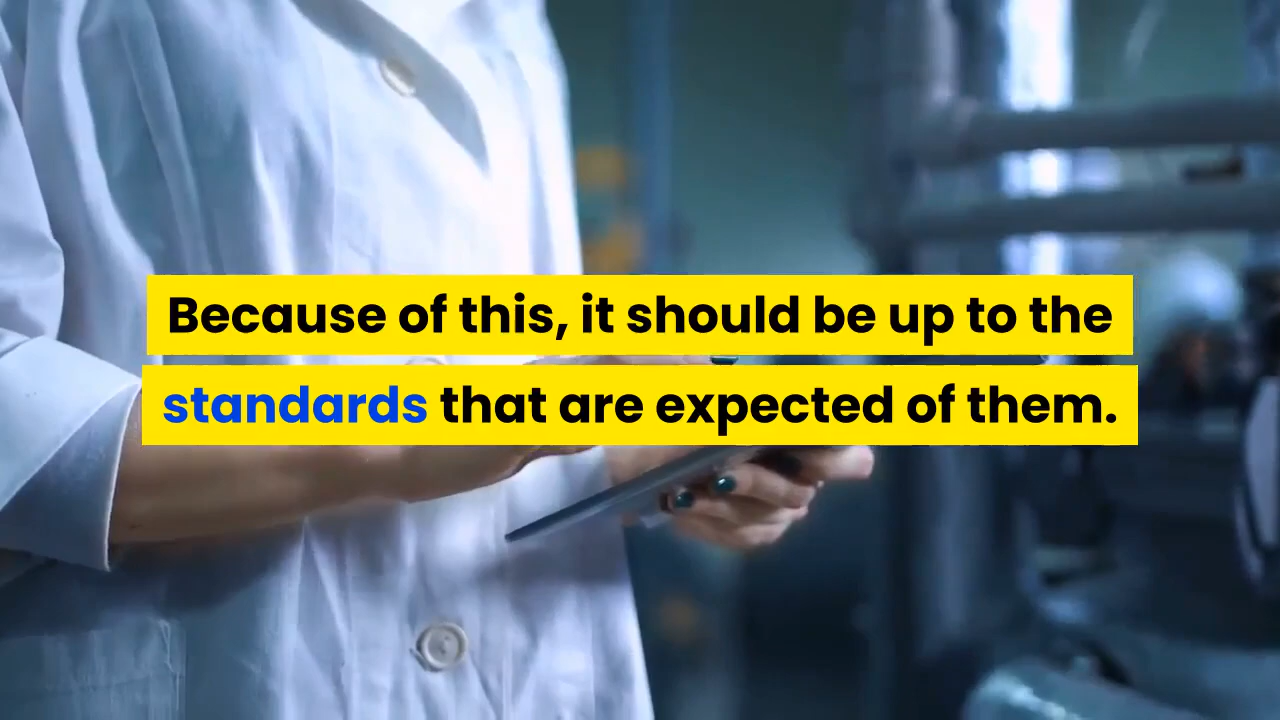 Because of this, it should be up to the
standards that are expected of them.